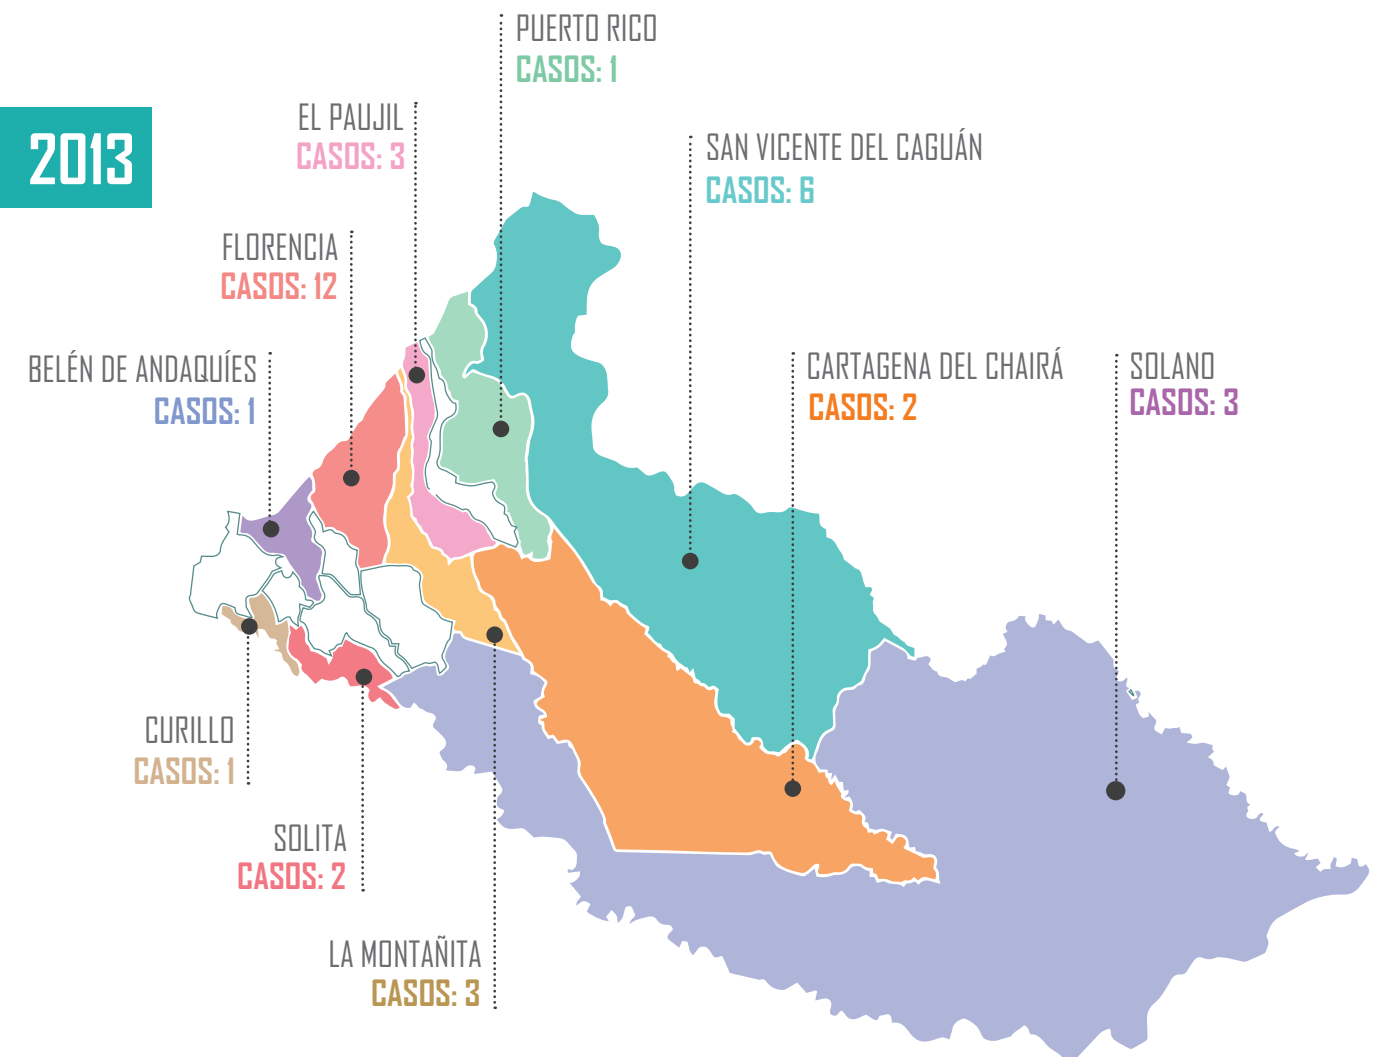 PUERTO RICO
CASOS: 1
EL PAUJIL
CASOS: 3
2013
SAN VICENTE DEL CAGUÁN
CASOS: 6
FLORENCIA
CASOS: 12
BELÉN DE ANDAQUÍES
CASOS: 1
CARTAGENA DEL CHAIRÁ
CASOS: 2
SOLANO
CASOS: 3
CURILLO
CASOS: 1
SOLITA
CASOS: 2
LA MONTAÑITA
CASOS: 3